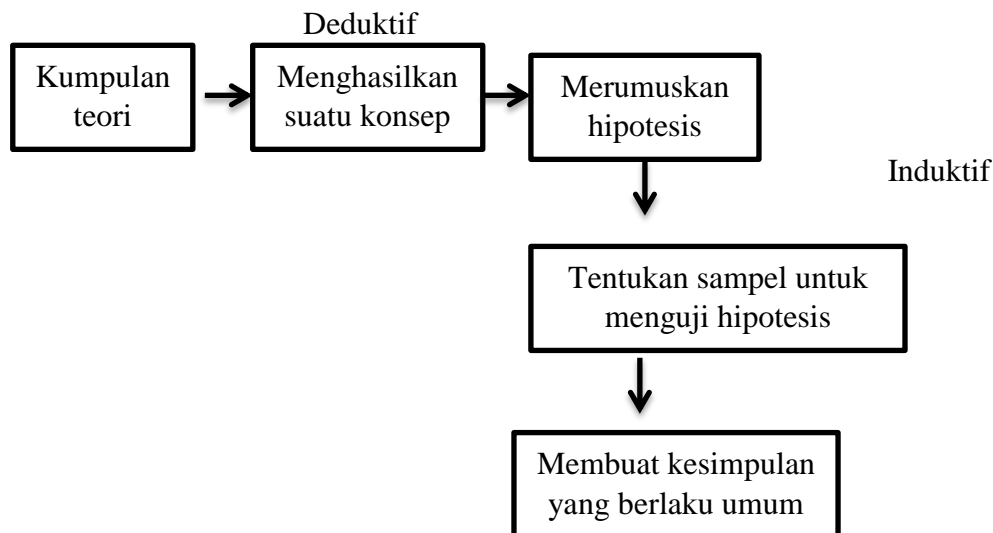 Deduktif
Kumpulan
teori
Menghasilkan
suatu konsep
Merumuskan
hipotesis
Induktif
Tentukan sampel untuk
menguji hipotesis
Membuat kesimpulan
yang berlaku umum